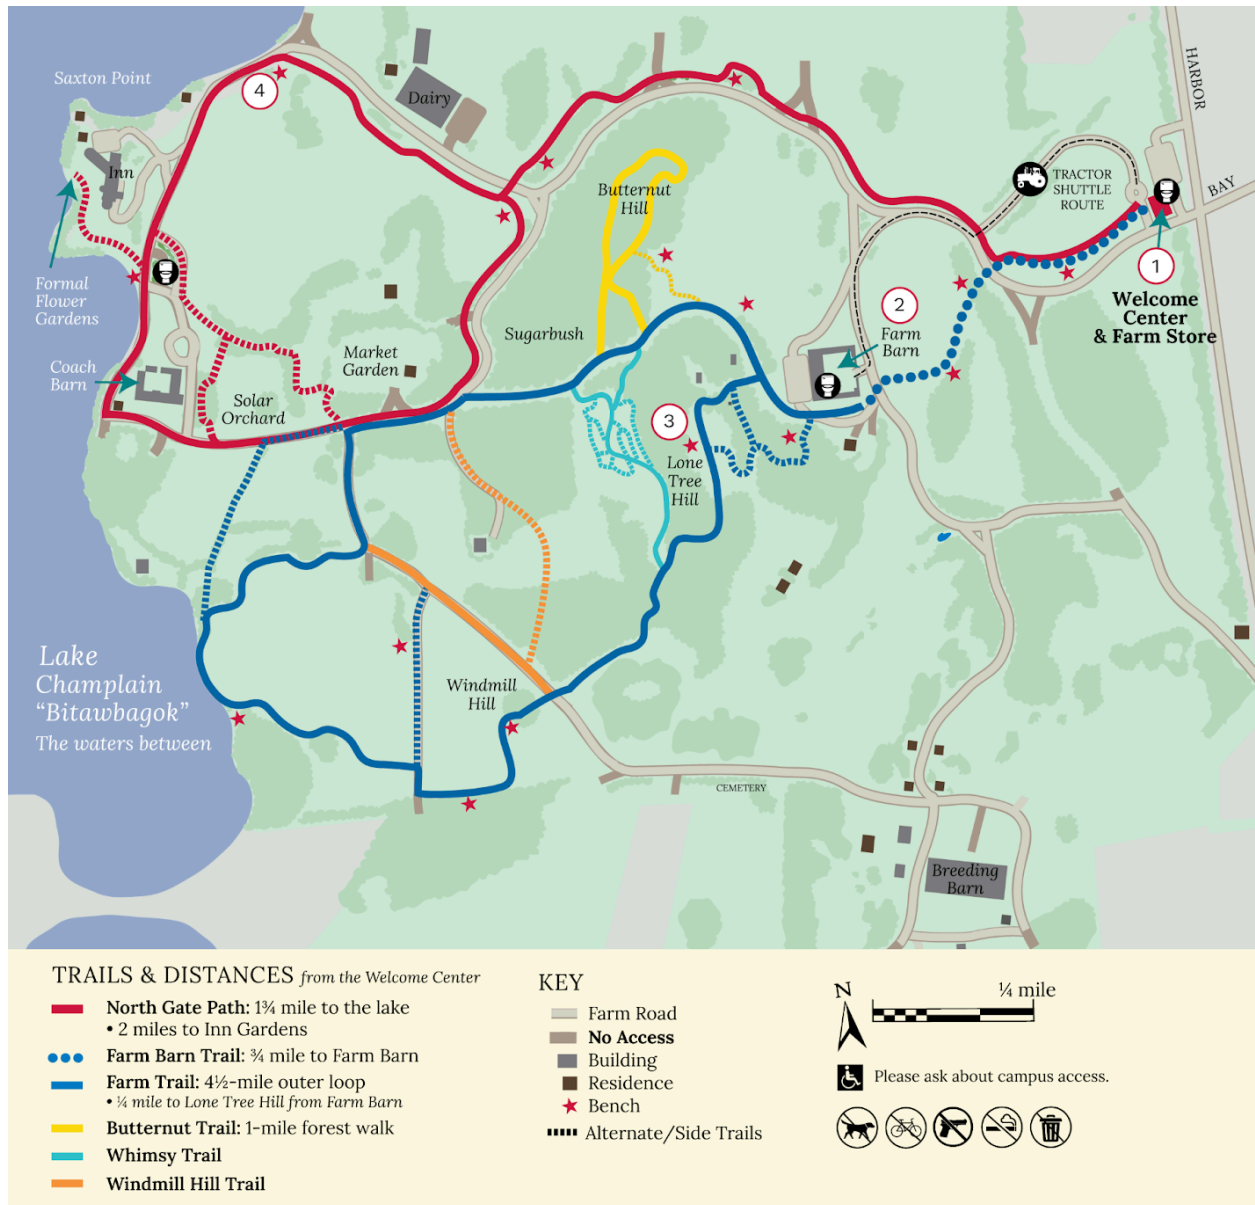 Saxton Point
4
Dairy
HARBOR
BAY
TRACTOR
SHUTTLE
ROUTE
Inn
Butternut
Hill
1
Welcome
Center
& Farm Store
Formal
Flower
Gardens
2
Farm
Barn
Sugarbush
Market
Garden
Coach
Barn
Solar
Orchard
3
Lone
Tree
Hill
Lake
Champlain
“Bitawbagok”
The waters between
Windmill
Hill
CEMETERY
Breeding
Barn
TRAILS & DISTANCES from the Welcome Center
North Gate Path: 1¾ mile to the lake
• 2 miles to Inn Gardens
Farm Barn Trail: ¾ mile to Farm Barn
Farm Trail: 4½-mile outer loop
• ¼ mile to Lone Tree Hill from Farm Barn
Butternut Trail: 1-mile forest walk
Whimsy Trail
Windmill Hill Trail
KEY
Farm Road
No Access
Building
Residence
Bench
Alternate/Side Trails
N
¼ mile
Please ask about campus access.